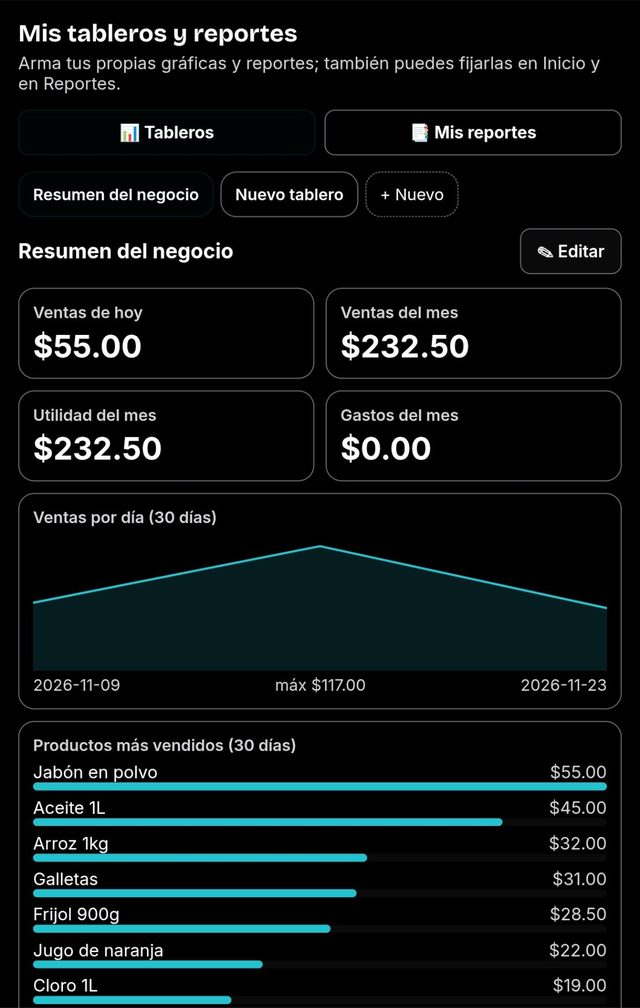 Mis tableros y reportes
Arma tus propias gráficas y reportes; también puedes fijarlas en Inicio y
en Reportes.
📊 Tableros
📑 Mis reportes
Resumen del negocio
Nuevo tablero
+ Nuevo
Resumen del negocio
✎ Editar
Ventas de hoy
$55.00
Ventas del mes
$232.50
Utilidad del mes
$232.50
Gastos del mes
$0.00
Ventas por día (30 días)
2026-11-09
máx $117.00
2026-11-23
Productos más vendidos (30 días)
Jabón en polvo $55.00
Aceite 1L $45.00
Arroz 1kg $32.00
Galletas $31.00
Frijol 900g $28.50
Jugo de naranja $22.00
Cloro 1L $19.00